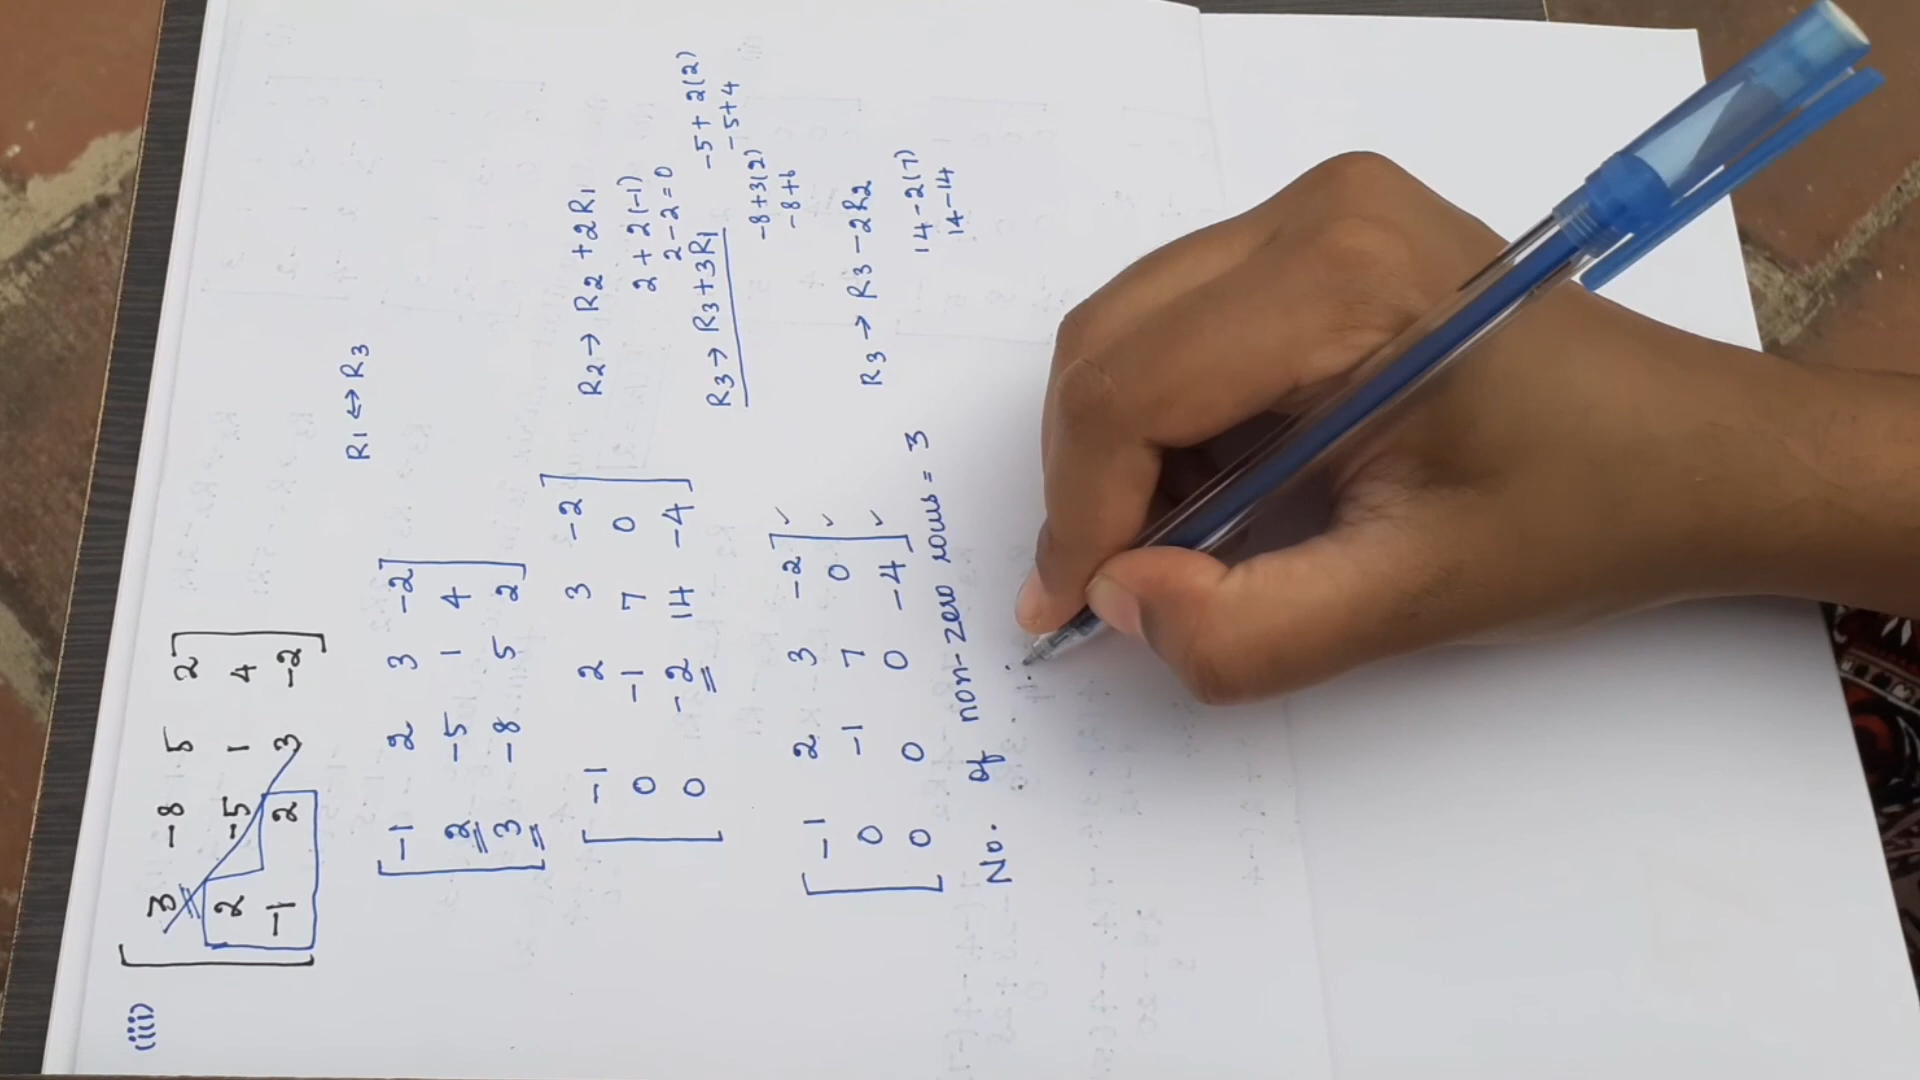 (iii)
3 -8 5 2
2 -5 1 4
-1 2 3 -2
R1 ↔ R3
-1 2 3 -2
2 -5 1 4
3 -8 5 2
R2 → R2 + 2R1
2 + 2(-1)
2 - 2 = 0
-1 2 3 -2
0 -1 7 0
0 -2 14 -4
R3 → R3 + 3R1
-5 + 2(2)
-5 + 4
-8 + 3(2)
-8 + 6
R3 → R3 - 2R2
14 - 2(7)
14 - 14
-1 2 3 -2 ✓
0 -1 7 0 ✓
0 0 0 -4 ✓
No. of non-zero rows = 3